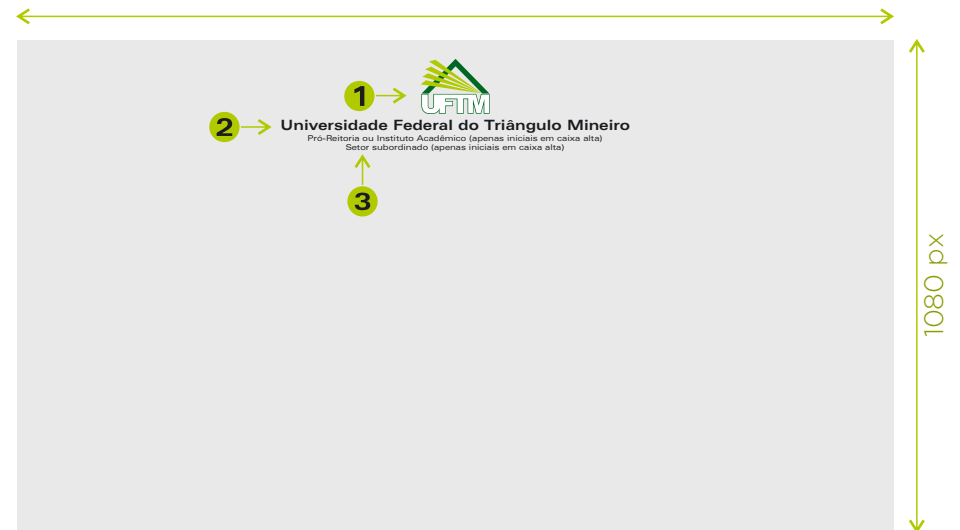 1
UFTM
2
Universidade Federal do Triângulo Mineiro
Pró-Reitoria ou Instituto Acadêmico (apenas iniciais em caixa alta)
Setor subordinado (apenas iniciais em caixa alta)
3
1080 px